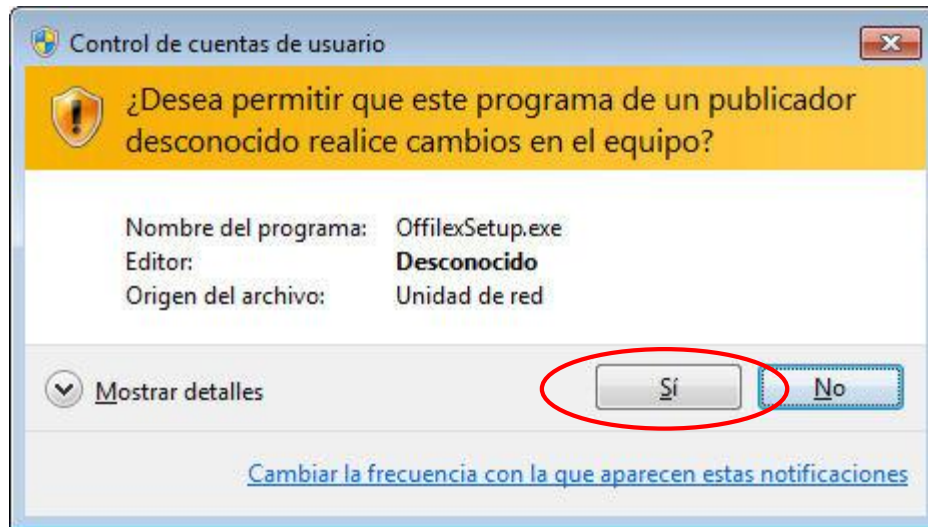 Control de cuentas de usuario
¿Desea permitir que este programa de un publicador
desconocido realice cambios en el equipo?
Nombre del programa: OffilexSetup.exe
Editor: Desconocido
Origen del archivo: Unidad de red
Mostrar detalles Sí No
Cambiar la frecuencia con la que aparecen estas notificaciones